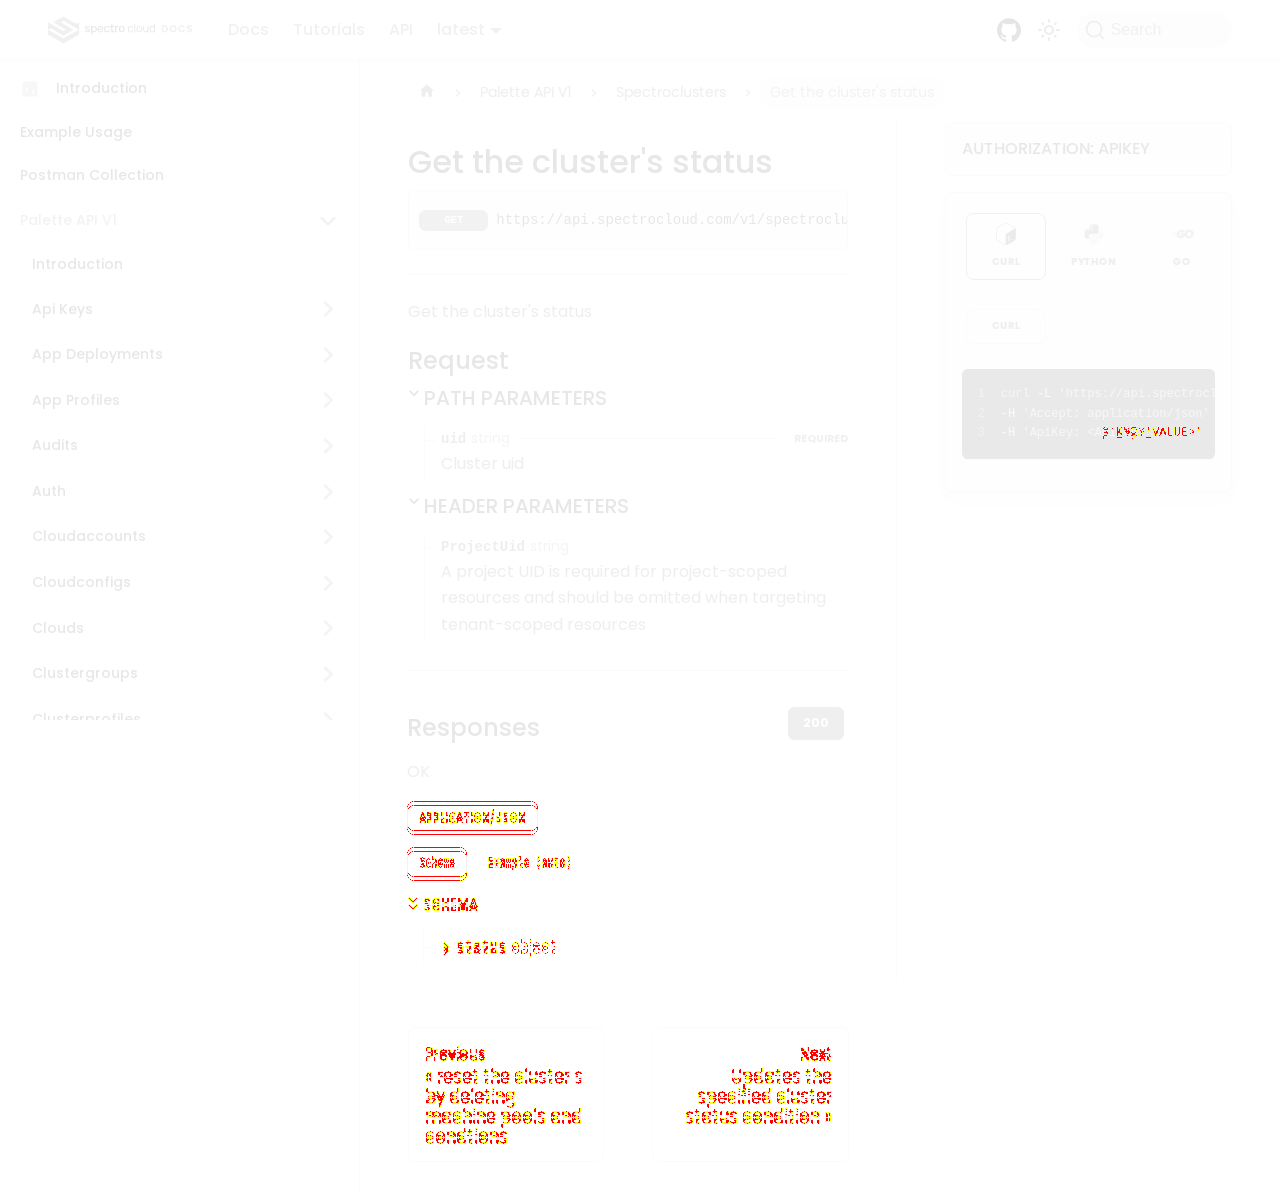 spectro cloud DOCS
Docs
Tutorials
API
latest
Search
Introduction
Example Usage
Postman Collection
Palette API V1
Introduction
Api Keys
App Deployments
App Profiles
Audits
Auth
Cloudaccounts
Cloudconfigs
Clouds
Clustergroups
Clusterprofiles
Palette API V1
Spectroclusters
Get the cluster's status
Get the cluster's status
GET https://api.spectrocloud.com/v1/spectroclu
Get the cluster's status
Request
PATH PARAMETERS
uid string REQUIRED
Cluster uid
HEADER PARAMETERS
ProjectUid string
A project UID is required for project-scoped
resources and should be omitted when targeting
tenant-scoped resources
Responses
200
OK
APPLICATION/JSON
Schema
Example (auto)
SCHEMA
status object
Previous
« reset the cluster s
by deleting
machine pools and
conditions
Next
Updates the
specified cluster
status condition »
AUTHORIZATION: APIKEY
CURL
PYTHON
GO
GO
CURL
1 curl -L 'https://api.spectrocl
2 -H 'Accept: application/json'
3 -H 'ApiKey: